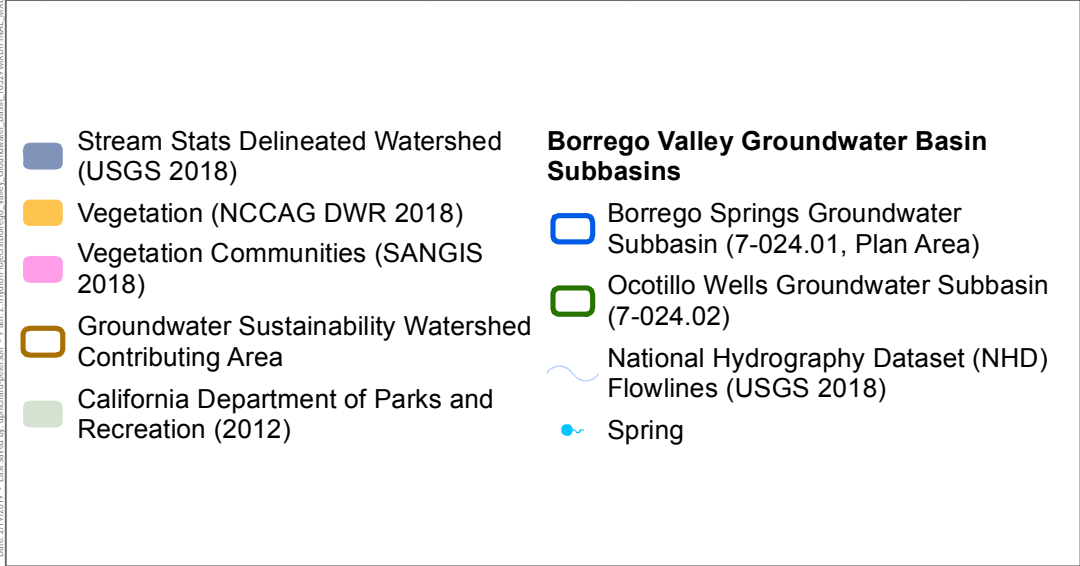 Stream Stats Delineated Watershed
(USGS 2018)
Vegetation (NCCAG DWR 2018)
Vegetation Communities (SANGIS
2018)
Groundwater Sustainability Watershed
Contributing Area
California Department of Parks and
Recreation (2012)
Borrego Valley Groundwater Basin
Subbasins
Borrego Springs Groundwater
Subbasin (7-024.01, Plan Area)
Ocotillo Wells Groundwater Subbasin
(7-024.02)
National Hydrography Dataset (NHD)
Flowlines (USGS 2018)
Spring